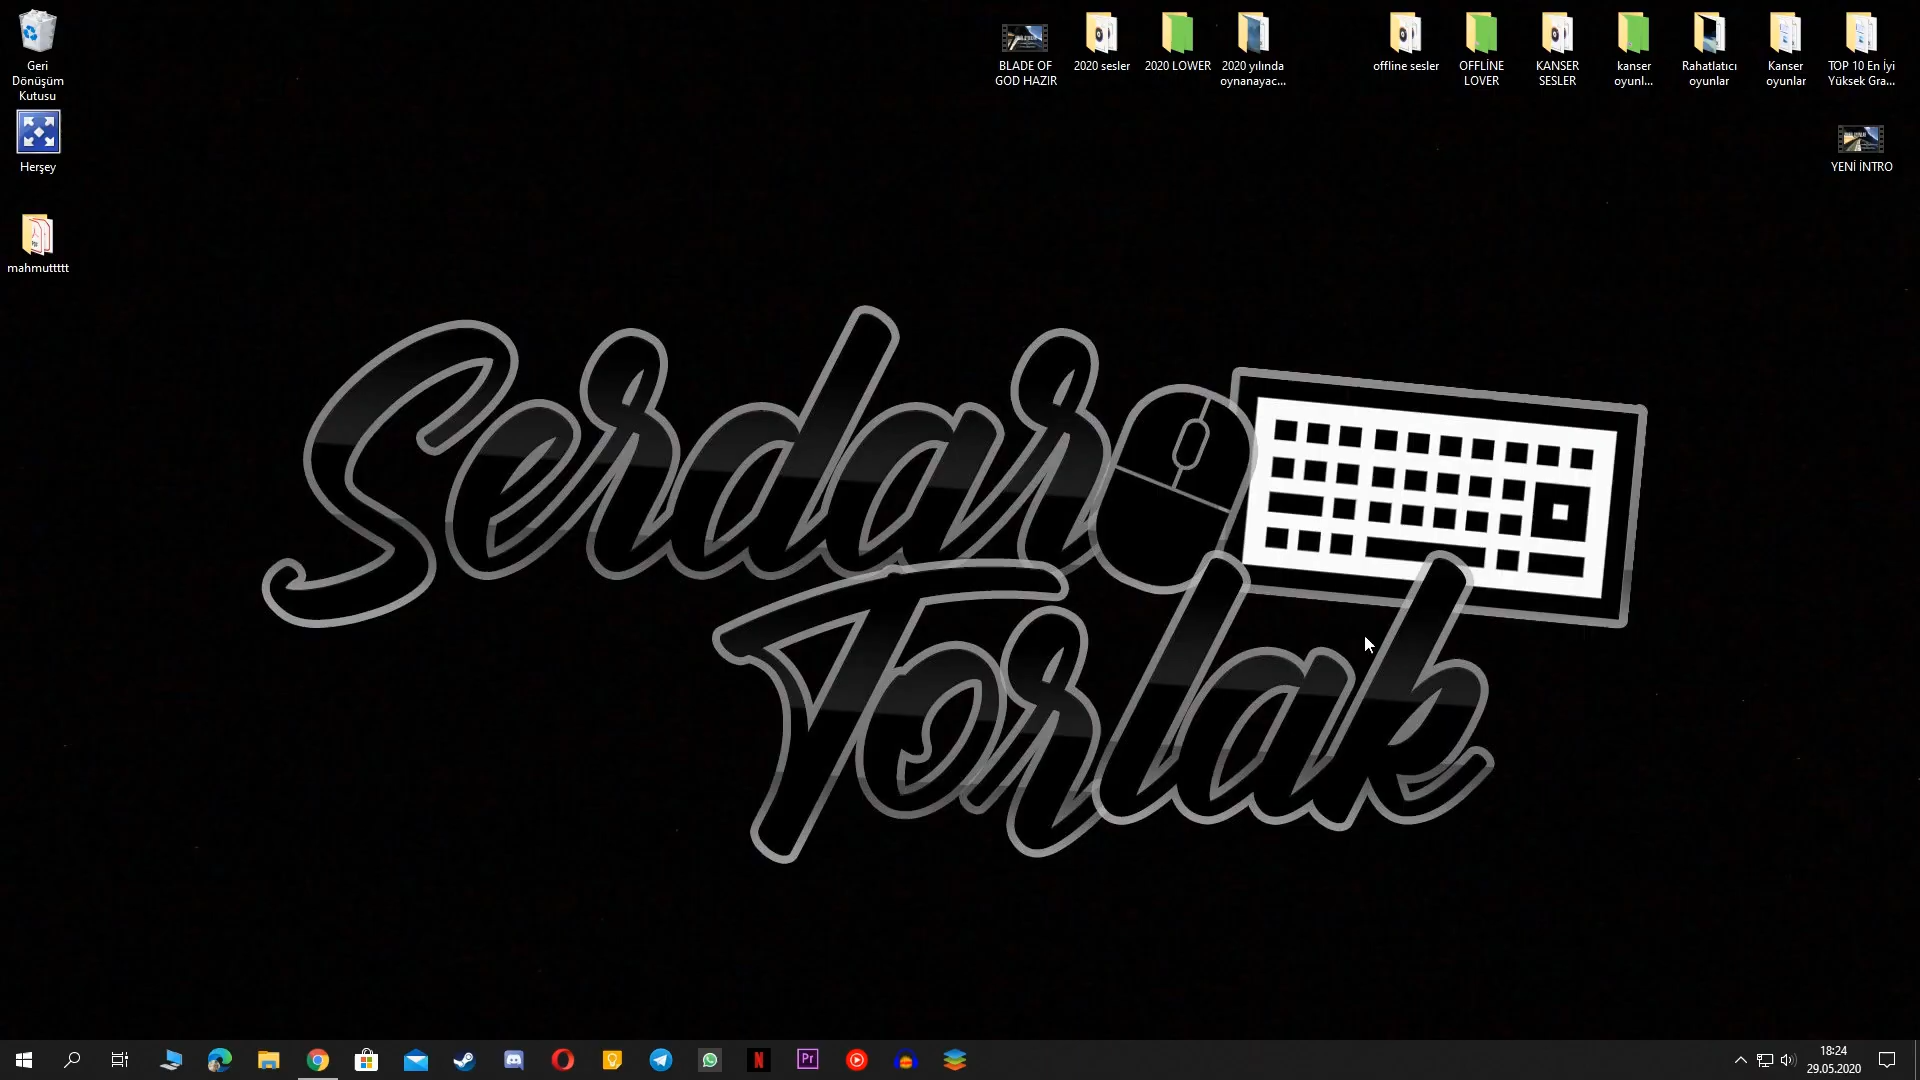 Geri
Dönüşüm
Kutusu
Herşey
mahmuttttt
BLADE OF
GOD HAZIR
2020 sesler
2020 LOWER
2020 yılında
oynanayac...
offline sesler
OFFLİNE
LOVER
KANSER
SESLER
kanser
oyunl...
Rahatlatıcı
oyunlar
Kanser
oyunlar
TOP 10 En İyi
Yüksek Gra...
YENİ İNTRO
Serdar
Torlak
Pr
18:24
29.05.2020